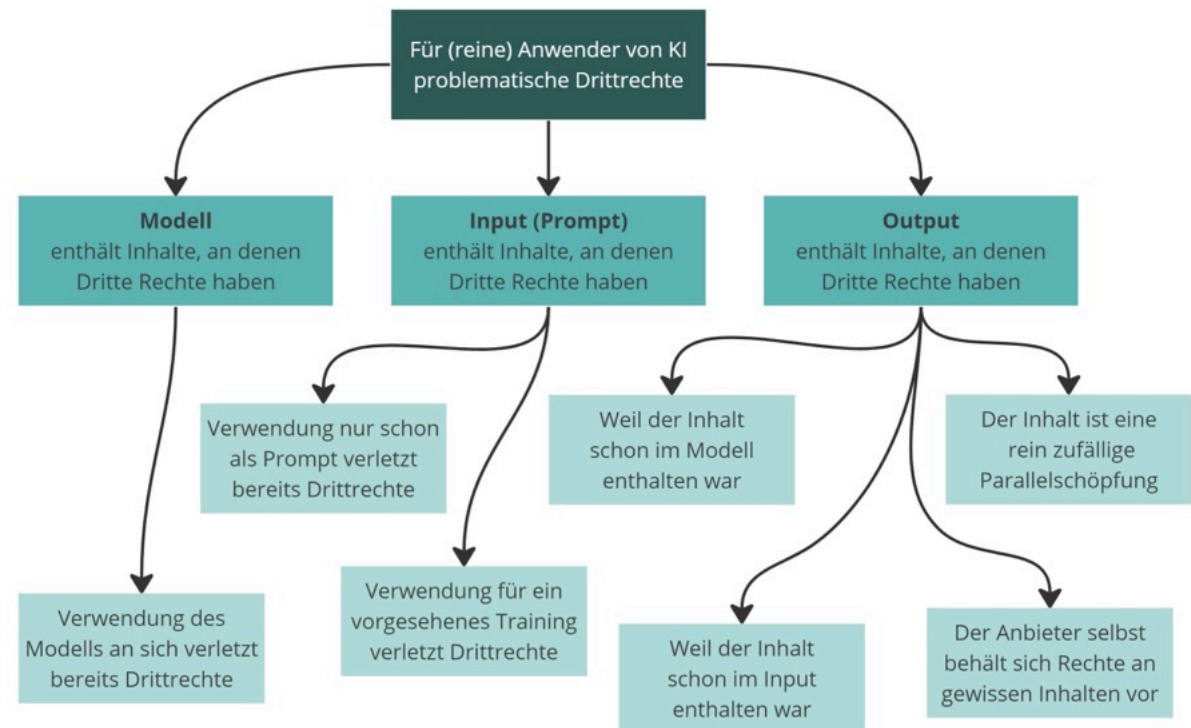 Für (reine) Anwender von KI
problematische Drittrechte
Modell
enthält Inhalte, an denen
Dritte Rechte haben
Input (Prompt)
enthält Inhalte, an denen
Dritte Rechte haben
Output
enthält Inhalte, an denen
Dritte Rechte haben
Verwendung nur schon
als Prompt verletzt
bereits Drittrechte
Weil der Inhalt
schon im Modell
enthalten war
Der Inhalt ist eine
rein zufällige
Parallelschöpfung
Verwendung des
Modells an sich verletzt
bereits Drittrechte
Verwendung für ein
vorgesehenes Training
verletzt Drittrechte
Weil der Inhalt
schon im Input
enthalten war
Der Anbieter selbst
behält sich Rechte an
gewissen Inhalten vor